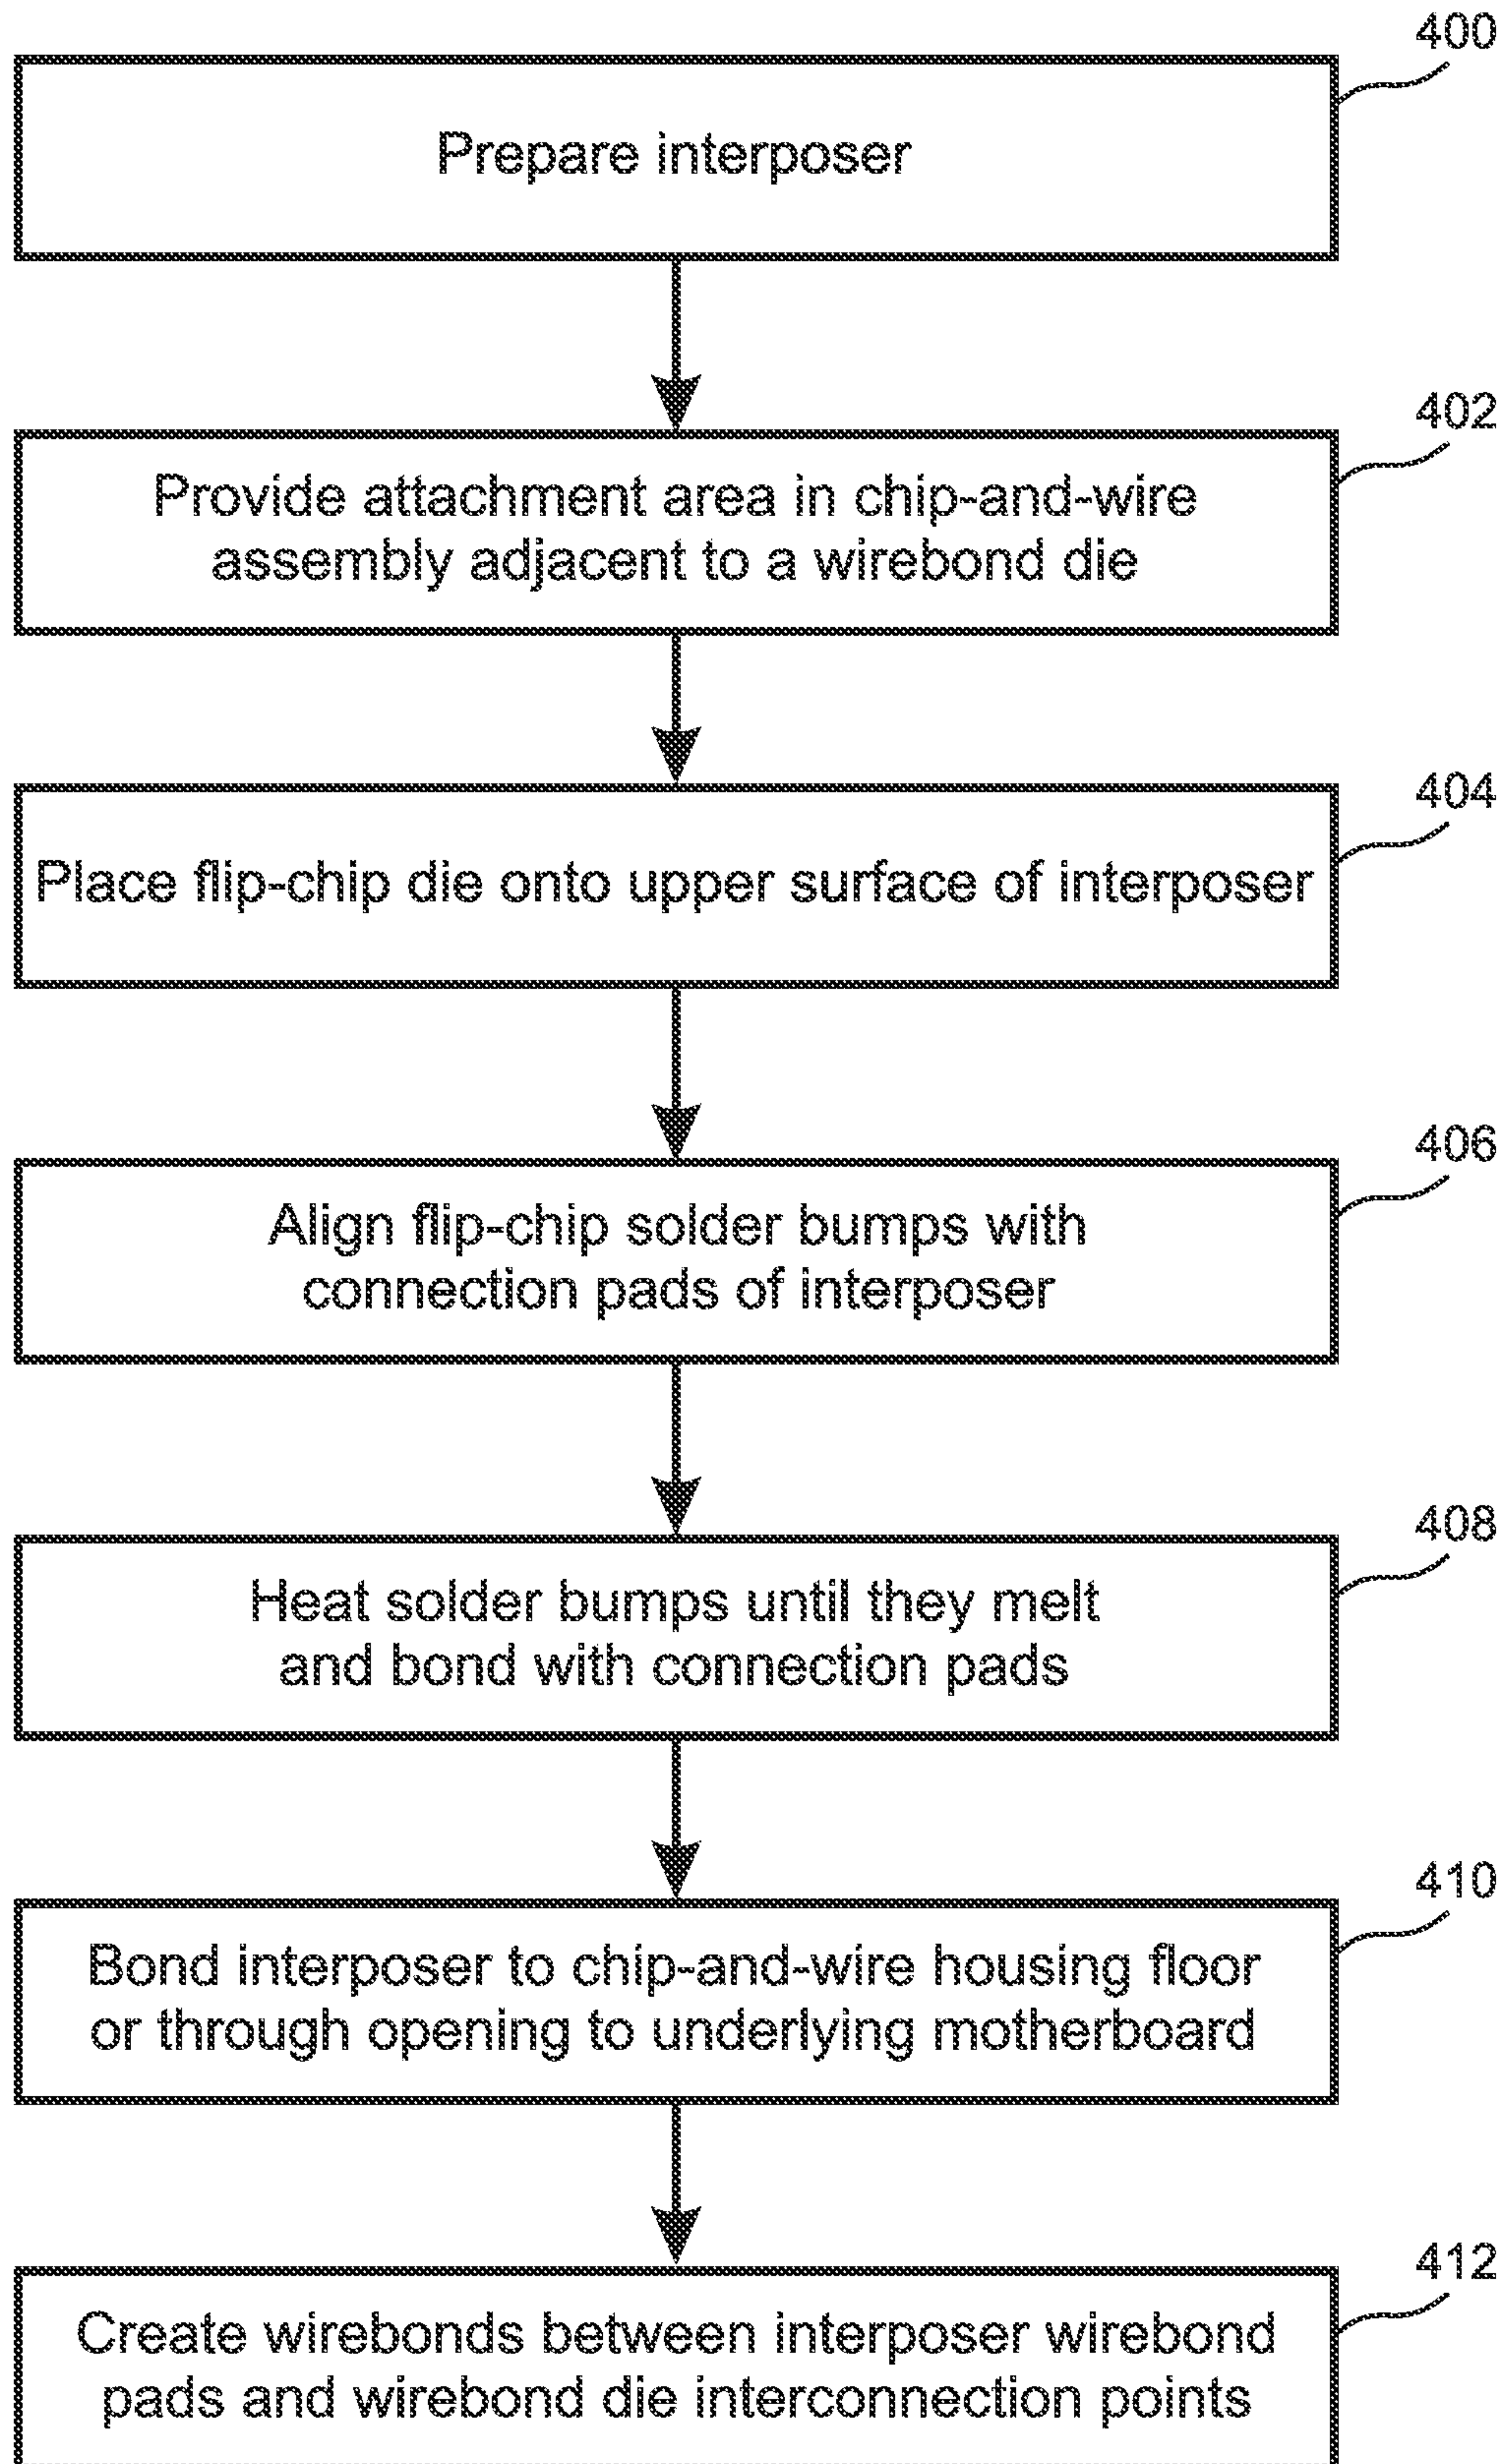 400
Prepare interposer
402
Provide attachment area in chip-and-wire
assembly adjacent to a wirebond die
404
Place flip-chip die onto upper surface of interposer
406
Align flip-chip solder bumps with
connection pads of interposer
408
Heat solder bumps until they melt
and bond with connection pads
410
Bond interposer to chip-and-wire housing floor
or through opening to underlying motherboard
412
Create wirebonds between interposer wirebond
pads and wirebond die interconnection points